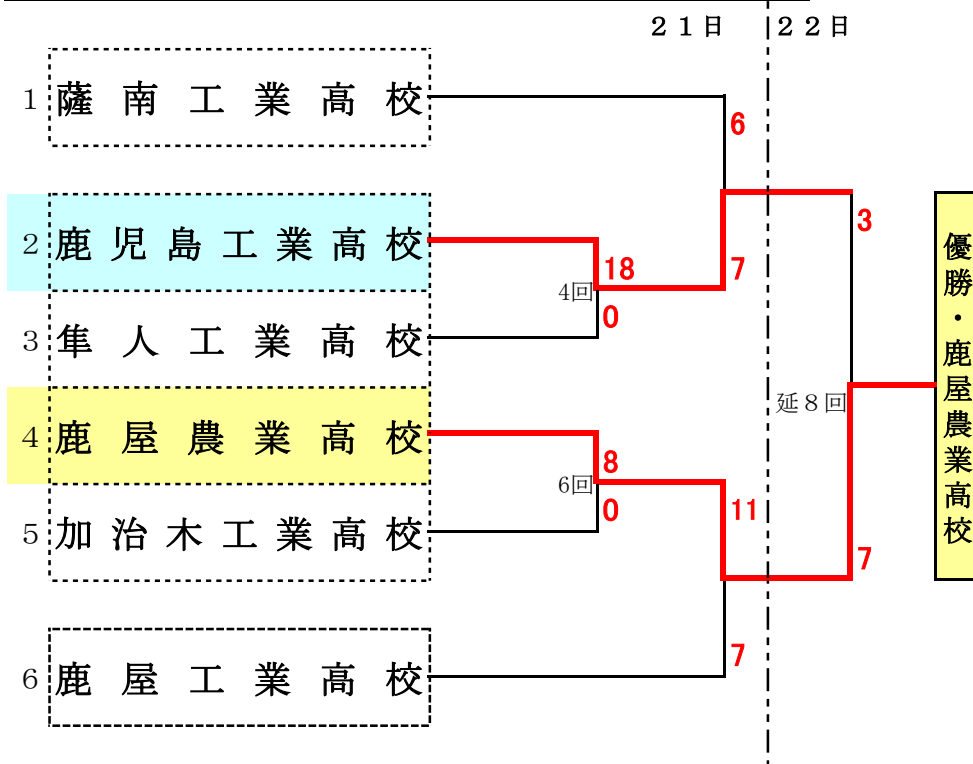 ２１日 ２２日
1 薩南工業高校
6
2 鹿児島工業高校
3
18
7
4回
0
3 隼人工業高校
優勝・鹿屋農業高校
延８回
4 鹿屋農業高校
8
6回
0
11
5 加治木工業高校
7
7
6 鹿屋工業高校